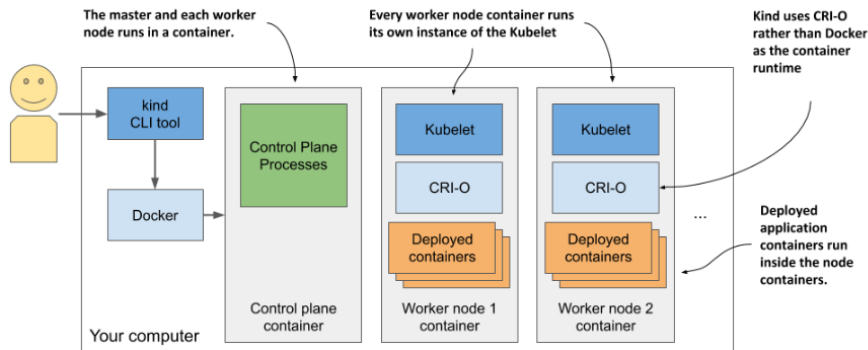 The master and each worker
node runs in a container.
Every worker node container runs
its own instance of the Kubelet
Kind uses CRI-O
rather than Docker
as the container
runtime
kind
CLI tool
Docker
Control Plane
Processes
Control plane
container
Kubelet
CRI-O
Deployed
containers
Worker node 1
container
Kubelet
CRI-O
Deployed
containers
Worker node 2
container
...
Deployed
application
containers run
inside the node
containers.
Your computer